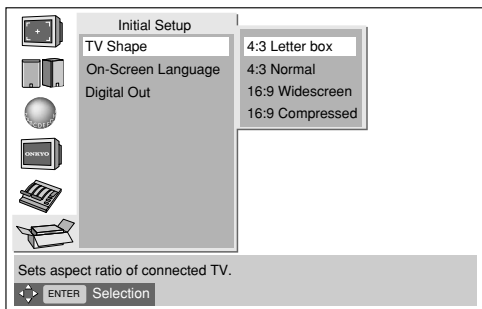 Initial Setup
TV Shape
On-Screen Language
Digital Out
4:3 Letter box
4:3 Normal
16:9 Widescreen
16:9 Compressed
ONKYO
Sets aspect ratio of connected TV.
ENTER Selection